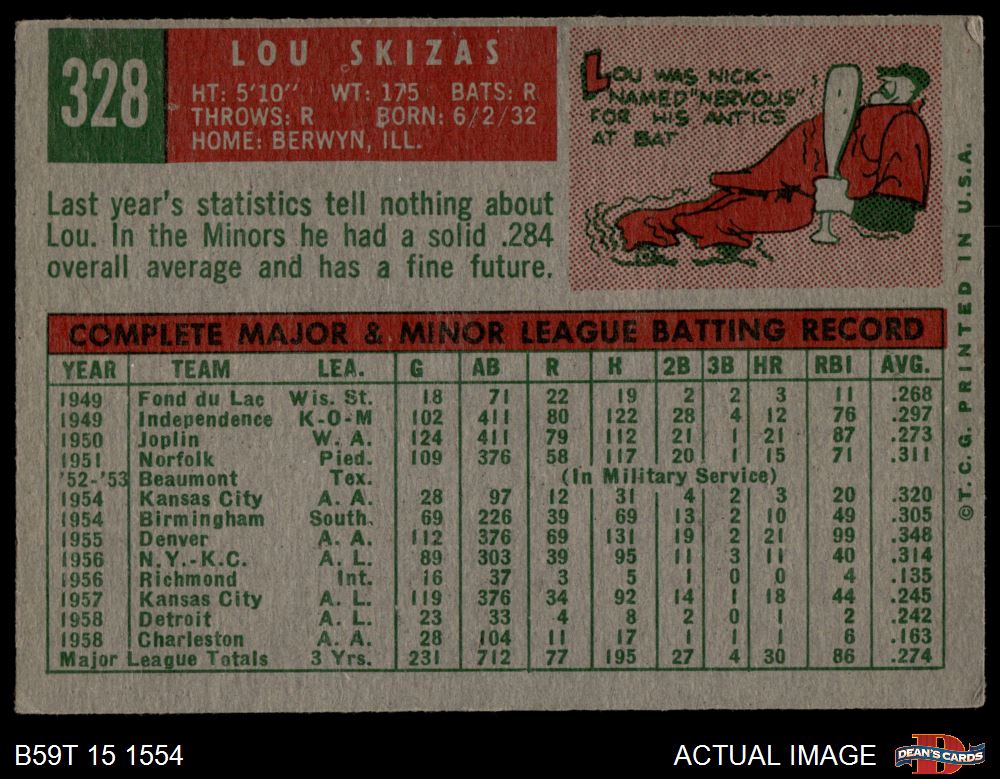 328
LOU SKIZAS
HT: 5'10" WT: 175 BATS: R
THROWS: R BORN: 6/2/32
HOME: BERWYN, ILL.
LOU WAS NICK-
NAMED "NERVOUS"
FOR HIS ANTICS
AT BAT
Last year's statistics tell nothing about
Lou. In the Minors he had a solid .284
overall average and has a fine future.
COMPLETE MAJOR & MINOR LEAGUE BATTING RECORD
YEAR TEAM LEA. G AB R H 2B 3B HR RBI AVG.
1949 Fond du Lac Wis. St. 18 71 22 19 2 2 3 11 .268
1949 Independence K-O-M 102 411 80 122 28 4 12 76 .297
1950 Joplin W. A. 124 411 79 112 21 1 21 87 .273
1951 Norfolk Pied. 109 376 58 117 20 1 15 71 .311
'52-'53 Beaumont Tex. (In Military Service)
1954 Kansas City A. A. 28 97 12 31 4 2 3 20 .320
1954 Birmingham South. 69 226 39 69 13 2 10 49 .305
1955 Denver A. A. 112 376 69 131 19 2 21 99 .348
1956 N.Y.-K.C. A. L. 89 303 39 95 11 3 11 40 .314
1956 Richmond Int. 16 37 3 5 1 0 0 4 .135
1957 Kansas City A. L. 119 376 34 92 14 1 18 44 .245
1958 Detroit A. L. 23 33 4 8 2 0 1 2 .242
1958 Charleston A. A. 28 104 11 17 1 1 1 6 .163
Major League Totals 3 Yrs. 231 712 77 195 27 4 30 86 .274
©T.C.G. PRINTED IN U.S.A.
B59T 15 1554
ACTUAL IMAGE
DEAN'S CARDS